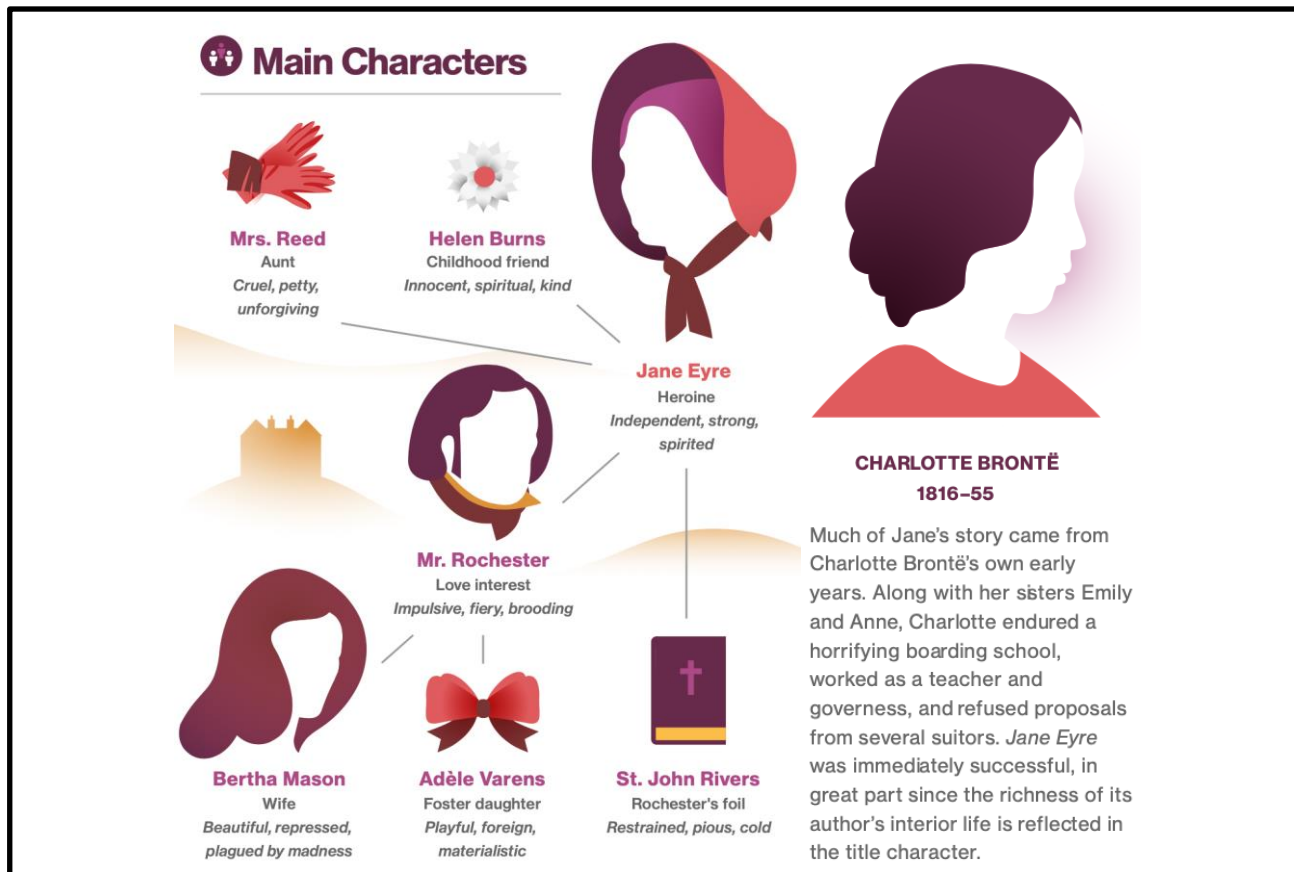 Main Characters
Mrs. Reed
Aunt
Cruel, petty,
unforgiving
Helen Burns
Childhood friend
Innocent, spiritual, kind
Jane Eyre
Heroine
Independent, strong,
spirited
Mr. Rochester
Love interest
Impulsive, fiery, brooding
Bertha Mason
Wife
Beautiful, repressed,
plagued by madness
Adèle Varens
Foster daughter
Playful, foreign,
materialistic
St. John Rivers
Rochester's foil
Restrained, pious, cold
CHARLOTTE BRONTË
1816–55
Much of Jane's story came from
Charlotte Brontë's own early
years. Along with her sisters Emily
and Anne, Charlotte endured a
horrifying boarding school,
worked as a teacher and
governess, and refused proposals
from several suitors. Jane Eyre
was immediately successful, in
great part since the richness of its
author's interior life is reflected in
the title character.